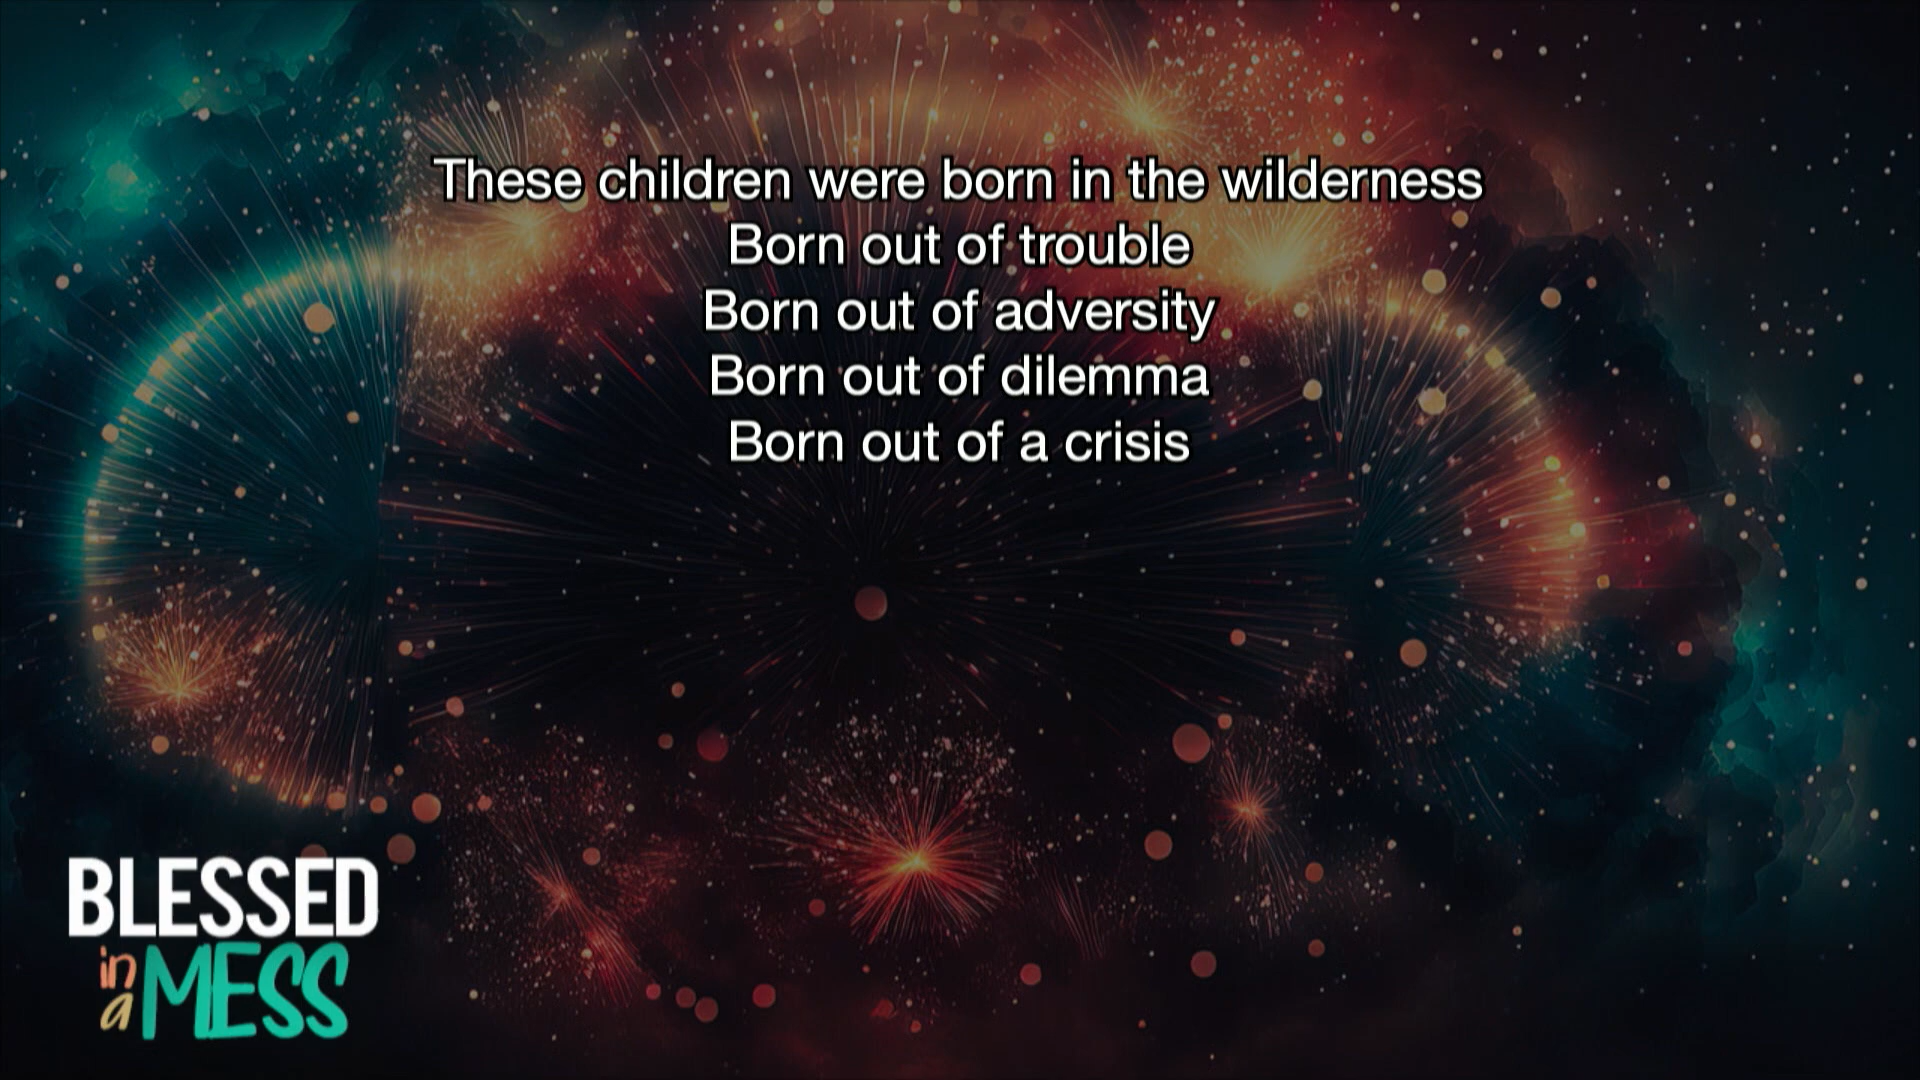 These children were born in the wilderness
Born out of trouble
Born out of adversity
Born out of dilemma
Born out of a crisis
BLESSED
in a MESS